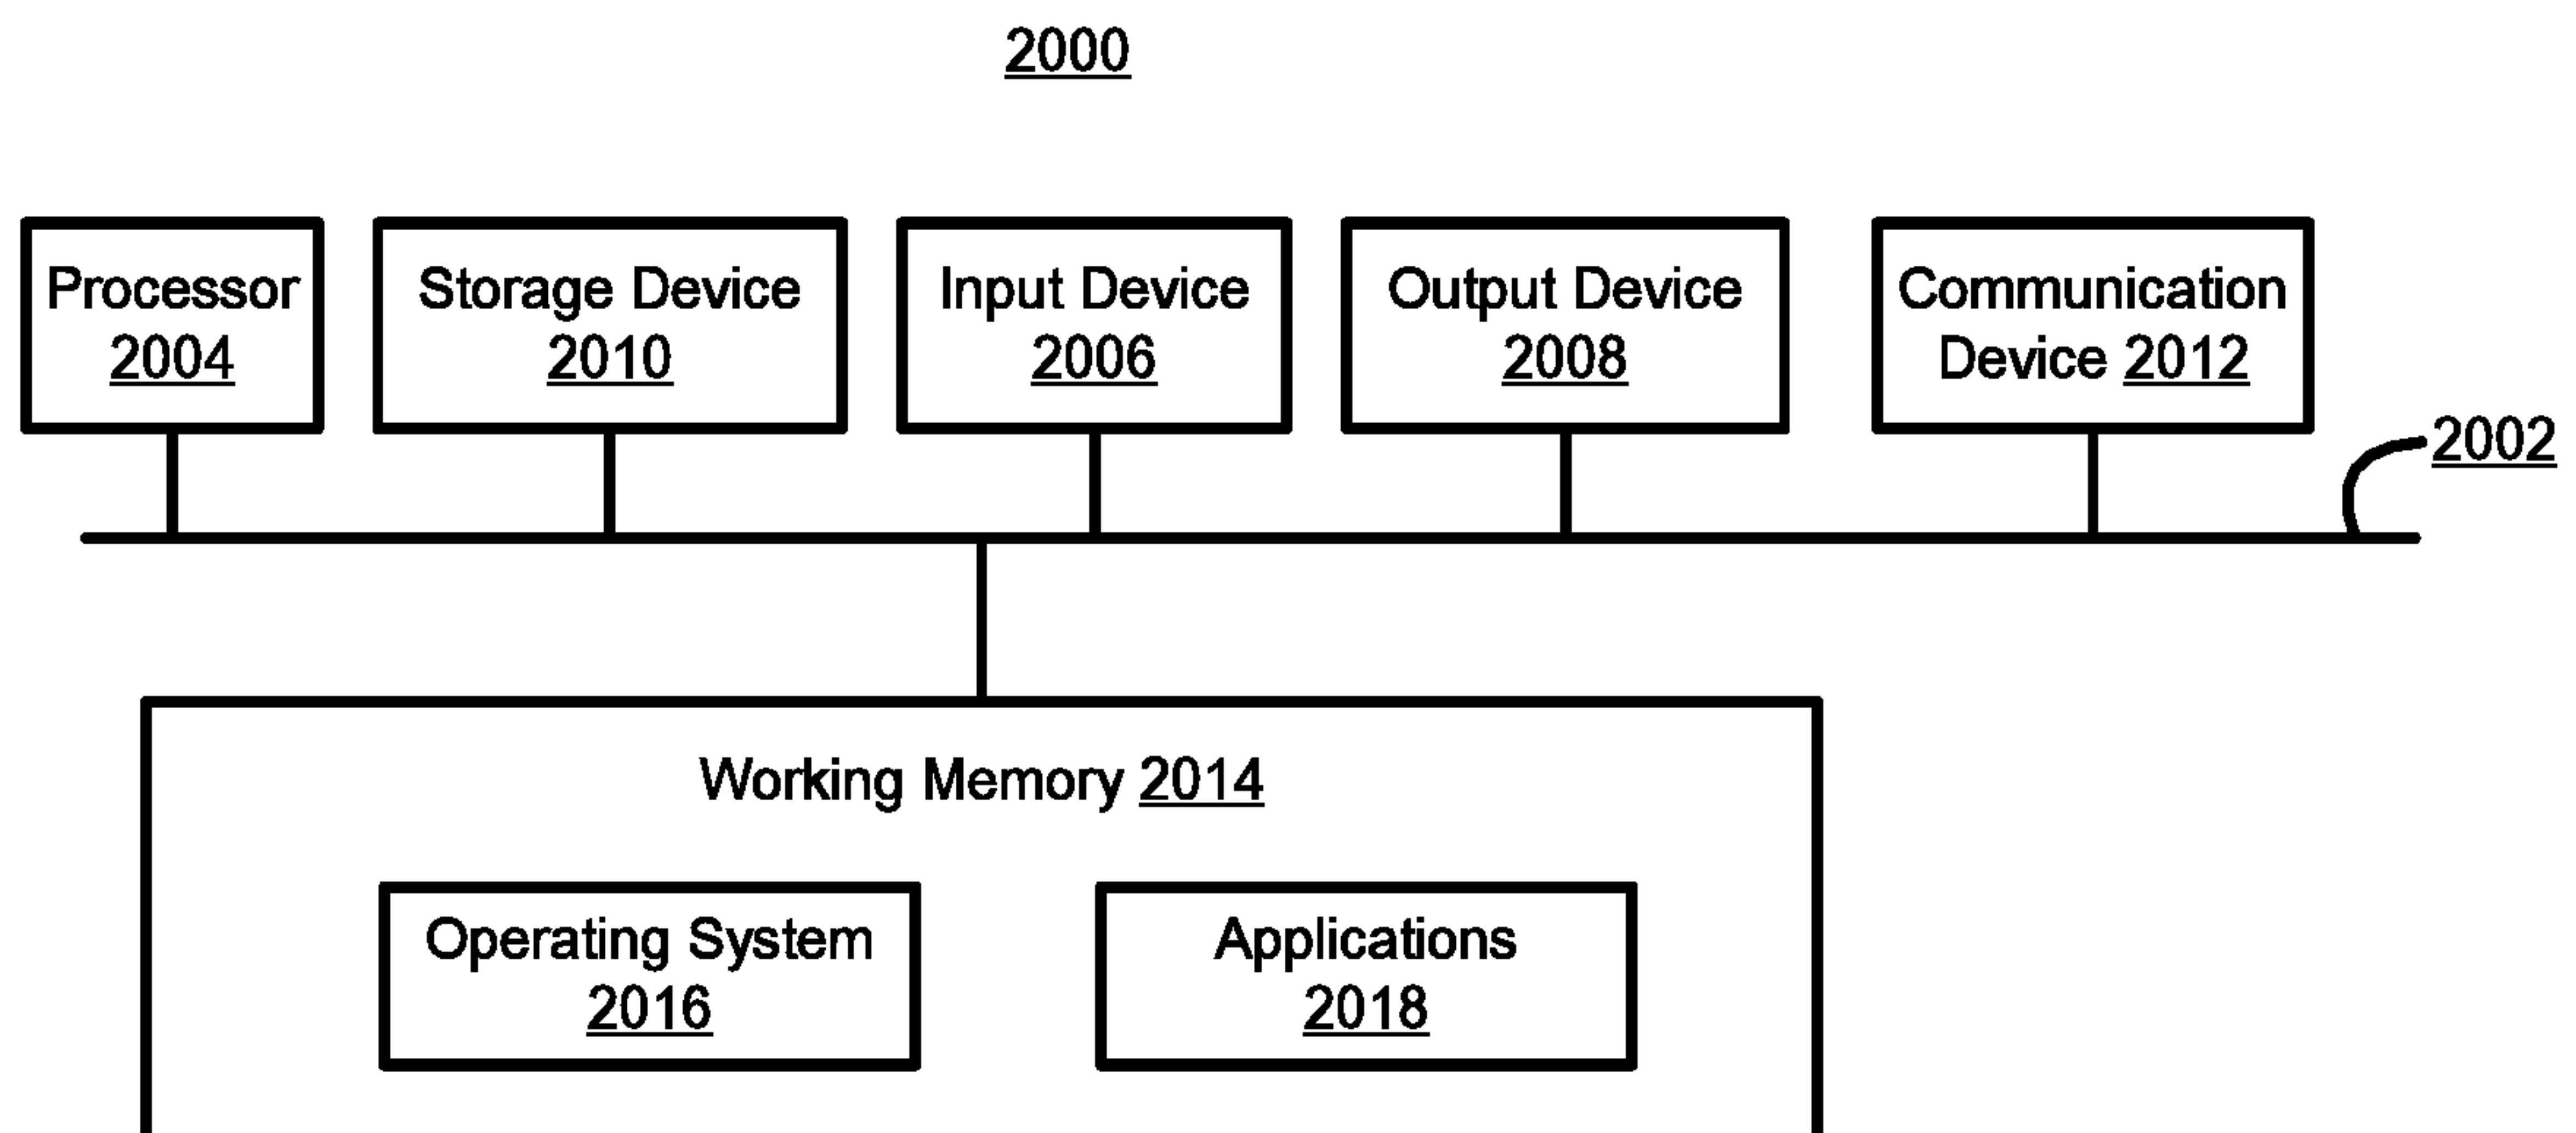 2000
Processor
2004
Storage Device
2010
Input Device
2006
Output Device
2008
Communication
Device 2012
2002
Working Memory 2014
Operating System
2016
Applications
2018